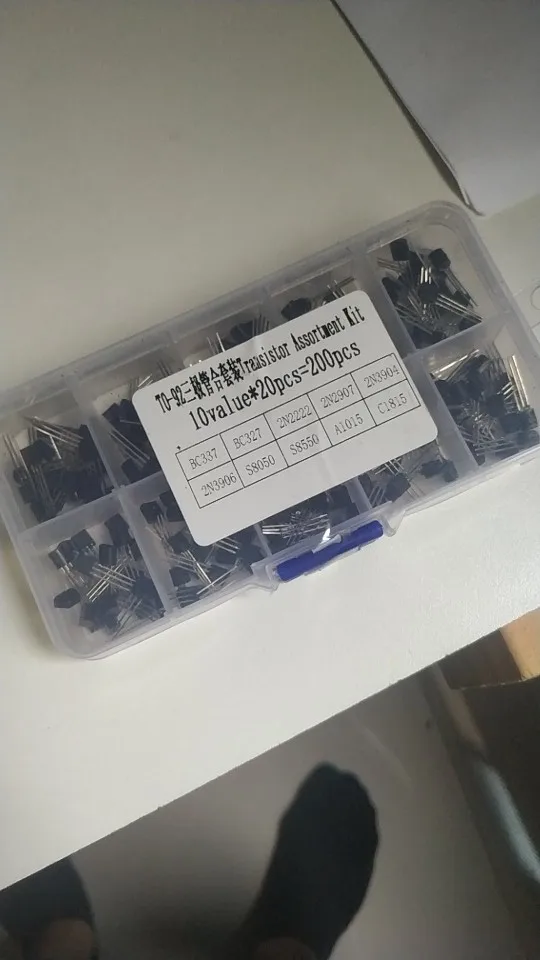 TO-92三极管合套装Transistor Assortment Kit
10value*20pcs=200pcs
BC337 BC327 2N2222 2N2907 2N3904
2N3906 S8050 S8550 A1015 C1815